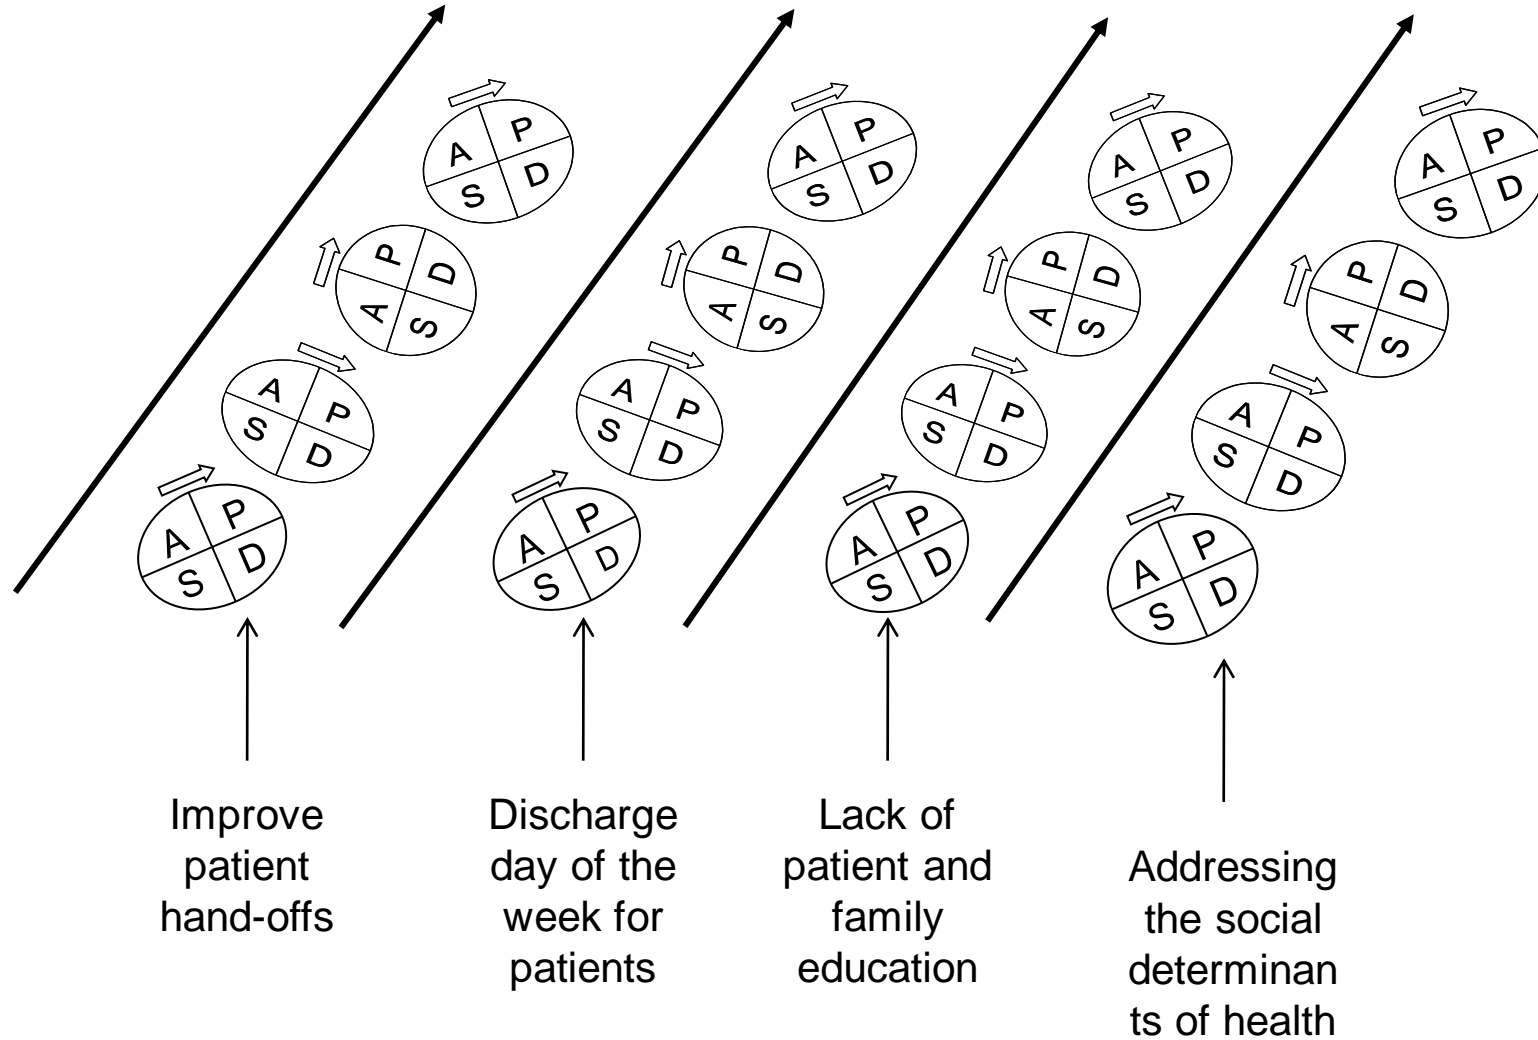 A P
S D
P D
A S
A P
S D
A P
S D
A P
S D
P D
A S
A P
S D
A P
S D
A P
S D
P D
A S
A P
S D
A P
S D
A P
S D
P D
A S
A P
S D
A P
S D
Improve
patient
hand-offs
Discharge
day of the
week for
patients
Lack of
patient and
family
education
Addressing
the social
determinan
ts of health